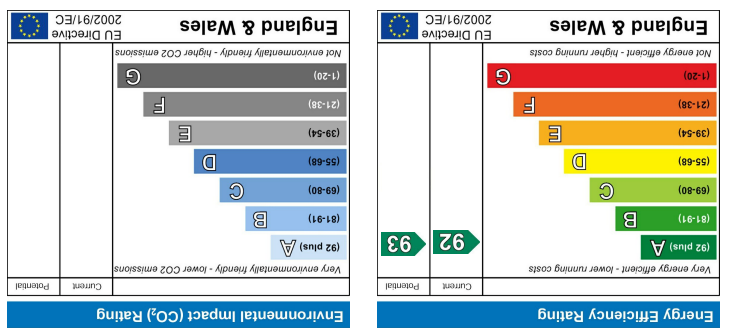 Energy Efficiency Rating
Current Potential
Very energy efficient - lower running costs
(92 plus) A 92 93
(81-91) B
(69-80) C
(55-68) D
(39-54) E
(21-38) F
(1-20) G
Not energy efficient - higher running costs
England & Wales
EU Directive
2002/91/EC
Environmental Impact (CO₂) Rating
Current Potential
Very environmentally friendly - lower CO2 emissions
(92 plus) A
(81-91) B
(69-80) C
(55-68) D
(39-54) E
(21-38) F
(1-20) G
Not environmentally friendly - higher CO2 emissions
England & Wales
EU Directive
2002/91/EC